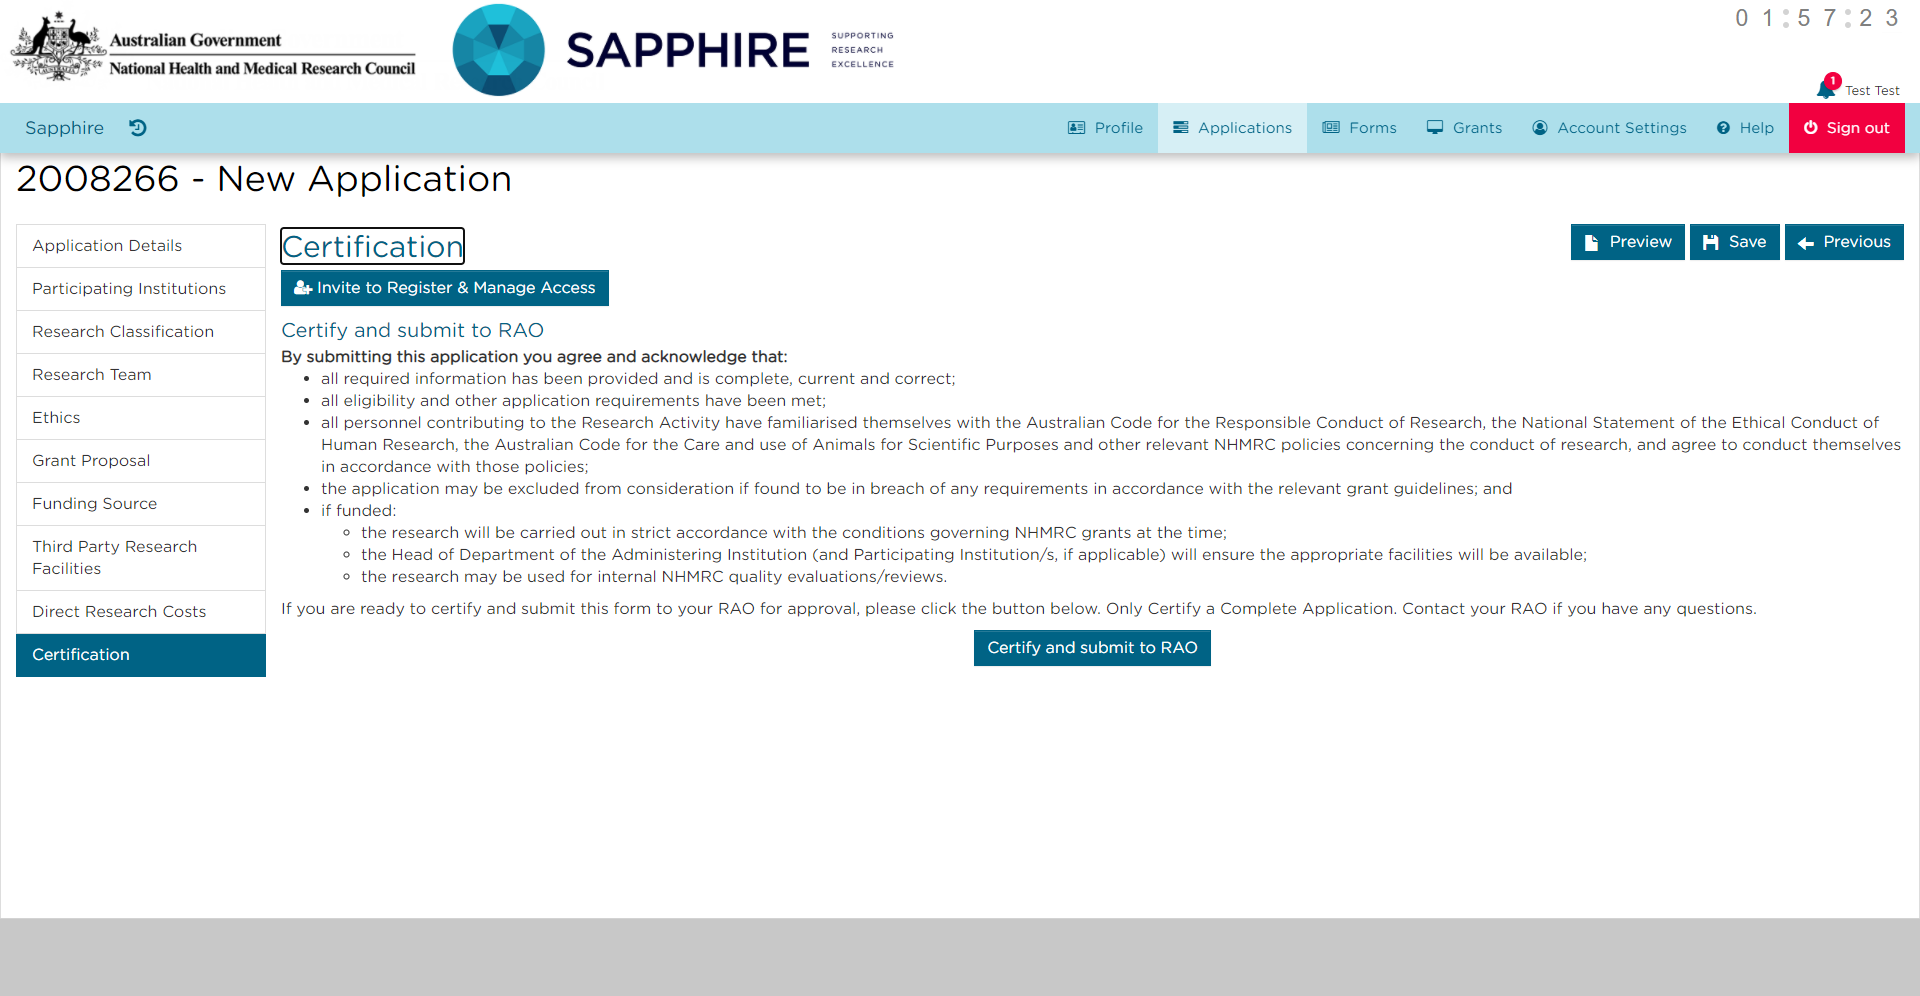 Australian Government
National Health and Medical Research Council
SAPPHIRE
SUPPORTING
RESEARCH
EXCELLENCE
01:57:23
1
Test Test
Sapphire
Profile
Applications
Forms
Grants
Account Settings
Help
Sign out
2008266 - New Application
Application Details
Participating Institutions
Research Classification
Research Team
Ethics
Grant Proposal
Funding Source
Third Party Research
Facilities
Direct Research Costs
Certification
Certification
Preview
Save
Previous
Invite to Register & Manage Access
Certify and submit to RAO
By submitting this application you agree and acknowledge that:
all required information has been provided and is complete, current and correct;
all eligibility and other application requirements have been met;
all personnel contributing to the Research Activity have familiarised themselves with the Australian Code for the Responsible Conduct of Research, the National Statement of the Ethical Conduct of
Human Research, the Australian Code for the Care and use of Animals for Scientific Purposes and other relevant NHMRC policies concerning the conduct of research, and agree to conduct themselves
in accordance with those policies;
the application may be excluded from consideration if found to be in breach of any requirements in accordance with the relevant grant guidelines; and
if funded:
the research will be carried out in strict accordance with the conditions governing NHMRC grants at the time;
the Head of Department of the Administering Institution (and Participating Institution/s, if applicable) will ensure the appropriate facilities will be available;
the research may be used for internal NHMRC quality evaluations/reviews.
If you are ready to certify and submit this form to your RAO for approval, please click the button below. Only Certify a Complete Application. Contact your RAO if you have any questions.
Certify and submit to RAO